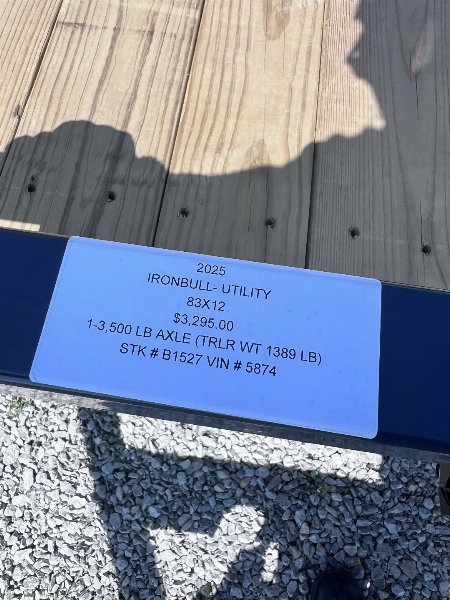 2025
IRONBULL- UTILITY
83X12
$3,295.00
1-3,500 LB AXLE (TRLR WT 1389 LB)
STK # B1527 VIN # 5874